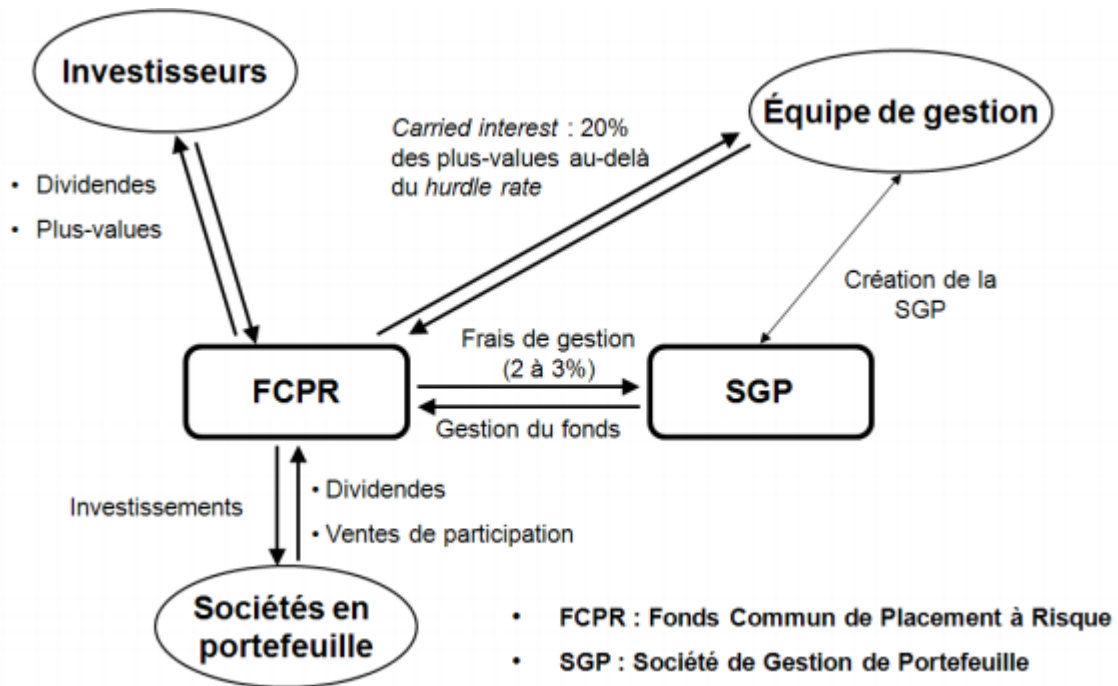 Investisseurs
Équipe de gestion
Carried interest : 20%
des plus-values au-delà
du hurdle rate
• Dividendes
• Plus-values
Création de la
SGP
Frais de gestion
(2 à 3%)
FCPR
SGP
Gestion du fonds
Investissements
• Dividendes
• Ventes de participation
Sociétés en
portefeuille
• FCPR : Fonds Commun de Placement à Risque
• SGP : Société de Gestion de Portefeuille